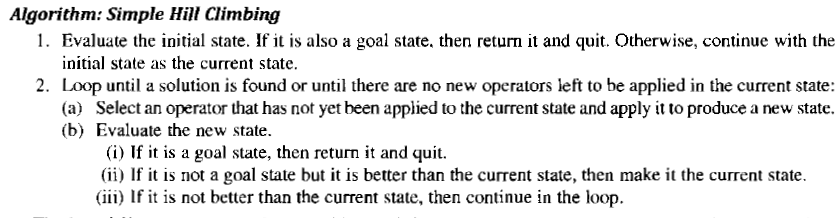 Algorithm: Simple Hill Climbing
1. Evaluate the initial state. If it is also a goal state, then return it and quit. Otherwise, continue with the
initial state as the current state.
2. Loop until a solution is found or until there are no new operators left to be applied in the current state:
(a) Select an operator that has not yet been applied to the current state and apply it to produce a new state.
(b) Evaluate the new state.
(i) If it is a goal state, then return it and quit.
(ii) If it is not a goal state but it is better than the current state, then make it the current state.
(iii) If it is not better than the current state, then continue in the loop.